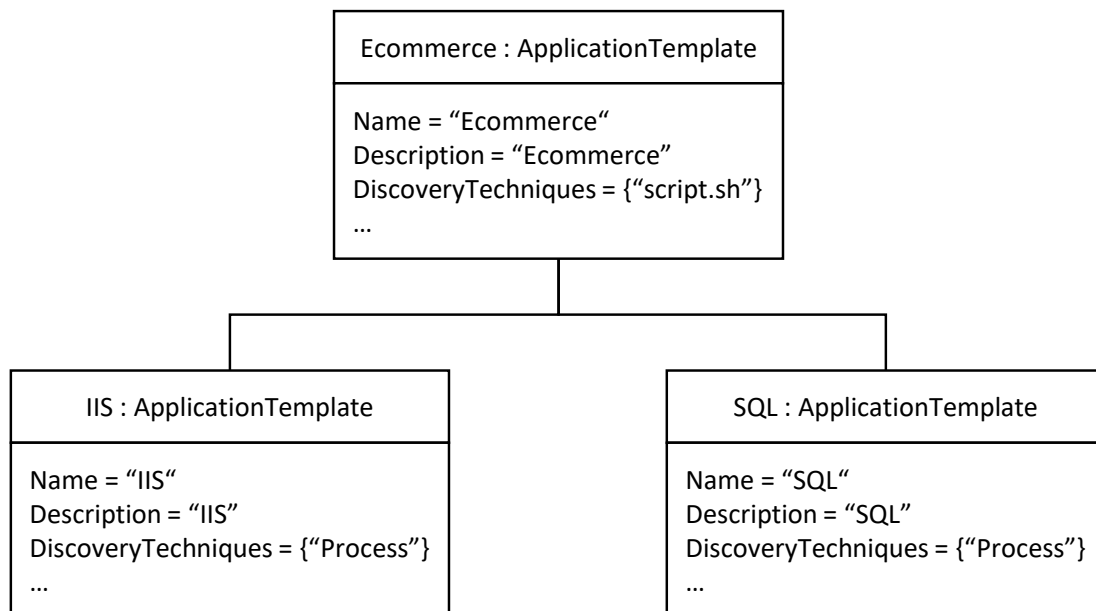 Ecommerce : ApplicationTemplate
Name = “Ecommerce“
Description = “Ecommerce”
DiscoveryTechniques = {“script.sh”}
...
IIS : ApplicationTemplate
Name = “IIS“
Description = “IIS”
DiscoveryTechniques = {“Process”}
...
SQL : ApplicationTemplate
Name = “SQL“
Description = “SQL”
DiscoveryTechniques = {“Process”}
...